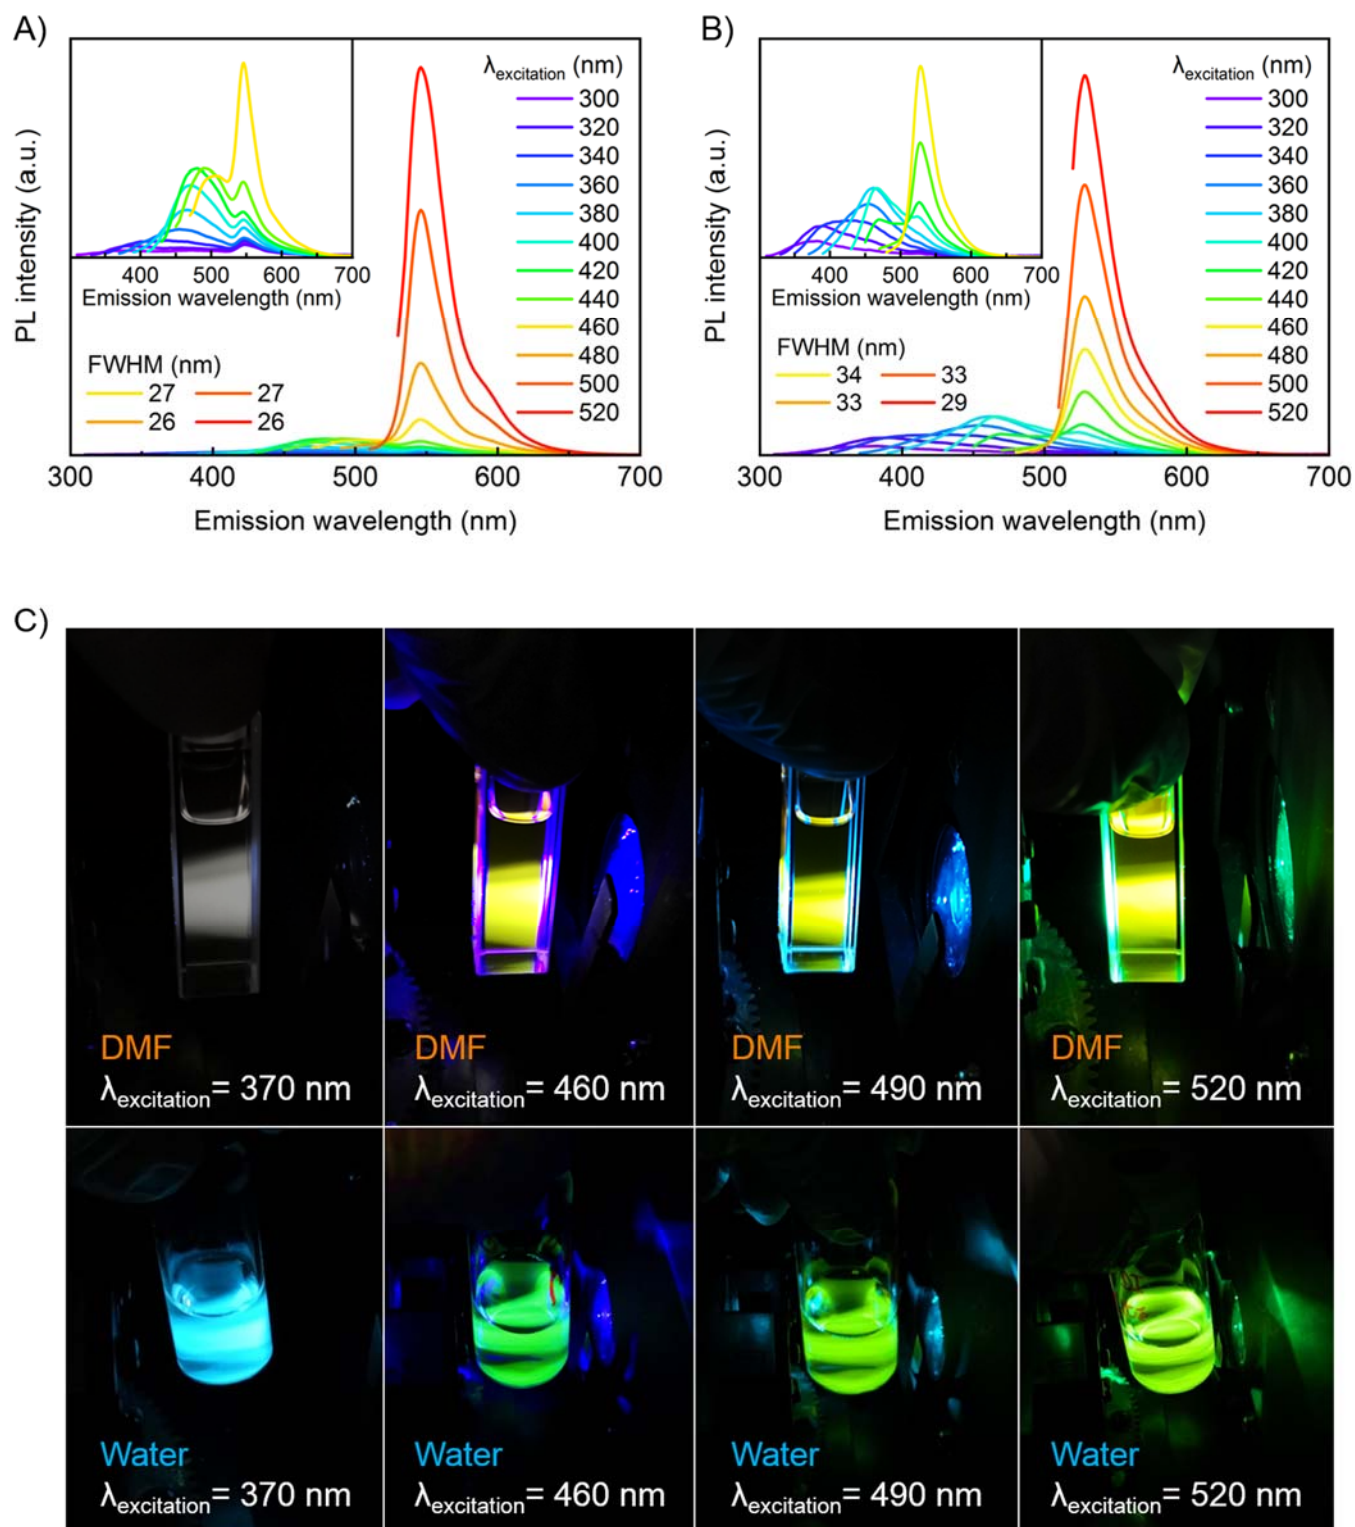 A)
PL intensity (a.u.)
400 500 600 700
Emission wavelength (nm)
λexcitation (nm)
300
320
340
360
380
400
420
440
460
480
500
520
FWHM (nm)
27 27
26 26
300 400 500 600 700
Emission wavelength (nm)
B)
PL intensity (a.u.)
400 500 600 700
Emission wavelength (nm)
λexcitation (nm)
300
320
340
360
380
400
420
440
460
480
500
520
FWHM (nm)
34 33
33 29
300 400 500 600 700
Emission wavelength (nm)
C)
DMF
λexcitation= 370 nm
DMF
λexcitation= 460 nm
DMF
λexcitation= 490 nm
DMF
λexcitation= 520 nm
Water
λexcitation= 370 nm
Water
λexcitation= 460 nm
Water
λexcitation= 490 nm
Water
λexcitation= 520 nm